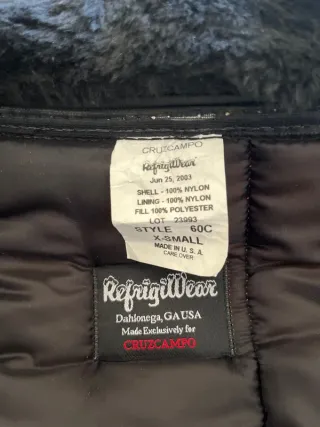 CRUZCAMPO
RefrigiWear
Jun 25, 2003
SHELL - 100% NYLON
LINING - 100% NYLON
FILL 100% POLYESTER
LOT 23993
STYLE 60C
X-SMALL
MADE IN U. S. A.
CARE OVER
RefrigiWear
Dahlonega, GA USA
Made Exclusively for
CRUZCAMPO